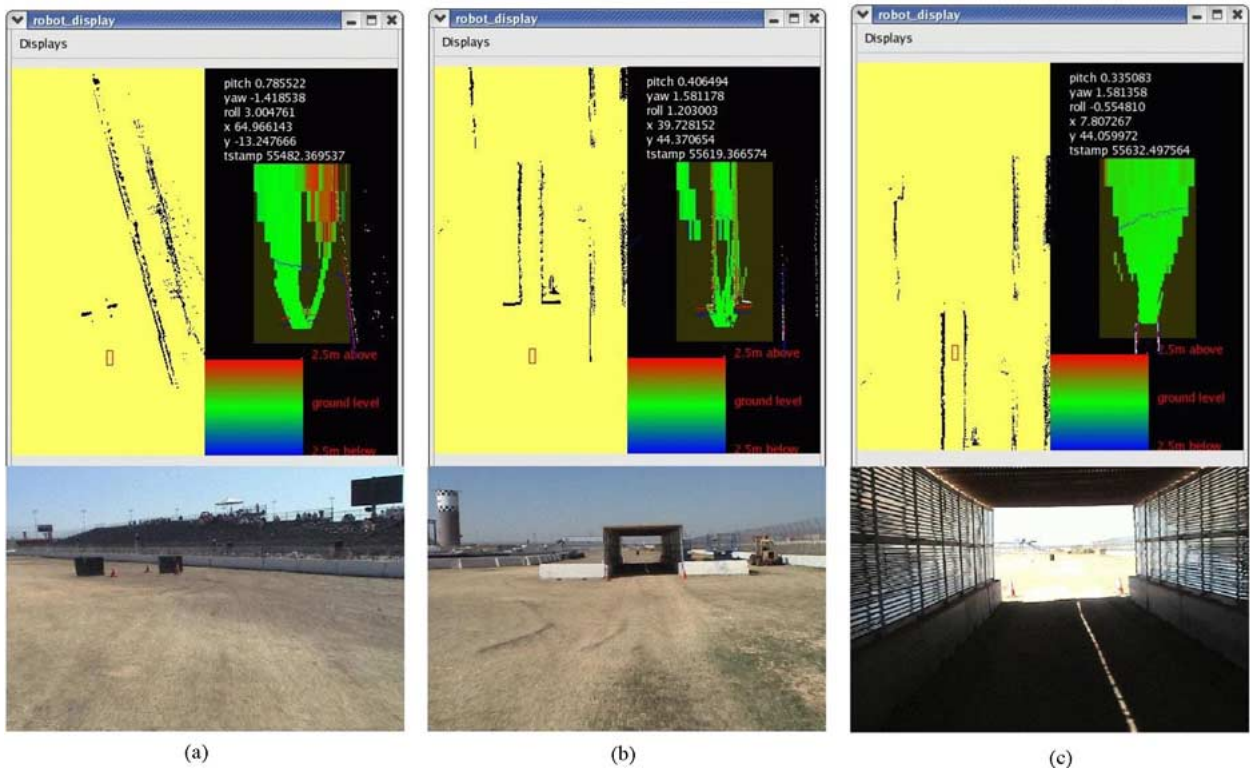 robot_display
Displays
pitch 0.785522
yaw -1.418538
roll 3.004761
x 64.966143
y -13.247666
tstamp 55482.369537
2.5m above
ground level
2.5m below
(a)
robot_display
Displays
pitch 0.406494
yaw 1.581178
roll 1.203003
x 39.728152
y 44.370654
tstamp 55619.366574
2.5m above
ground level
2.5m below
(b)
robot_display
Displays
pitch 0.335083
yaw 1.581358
roll -0.554810
x 7.807267
y 44.059972
tstamp 55632.497564
2.5m above
ground level
2.5m below
(c)